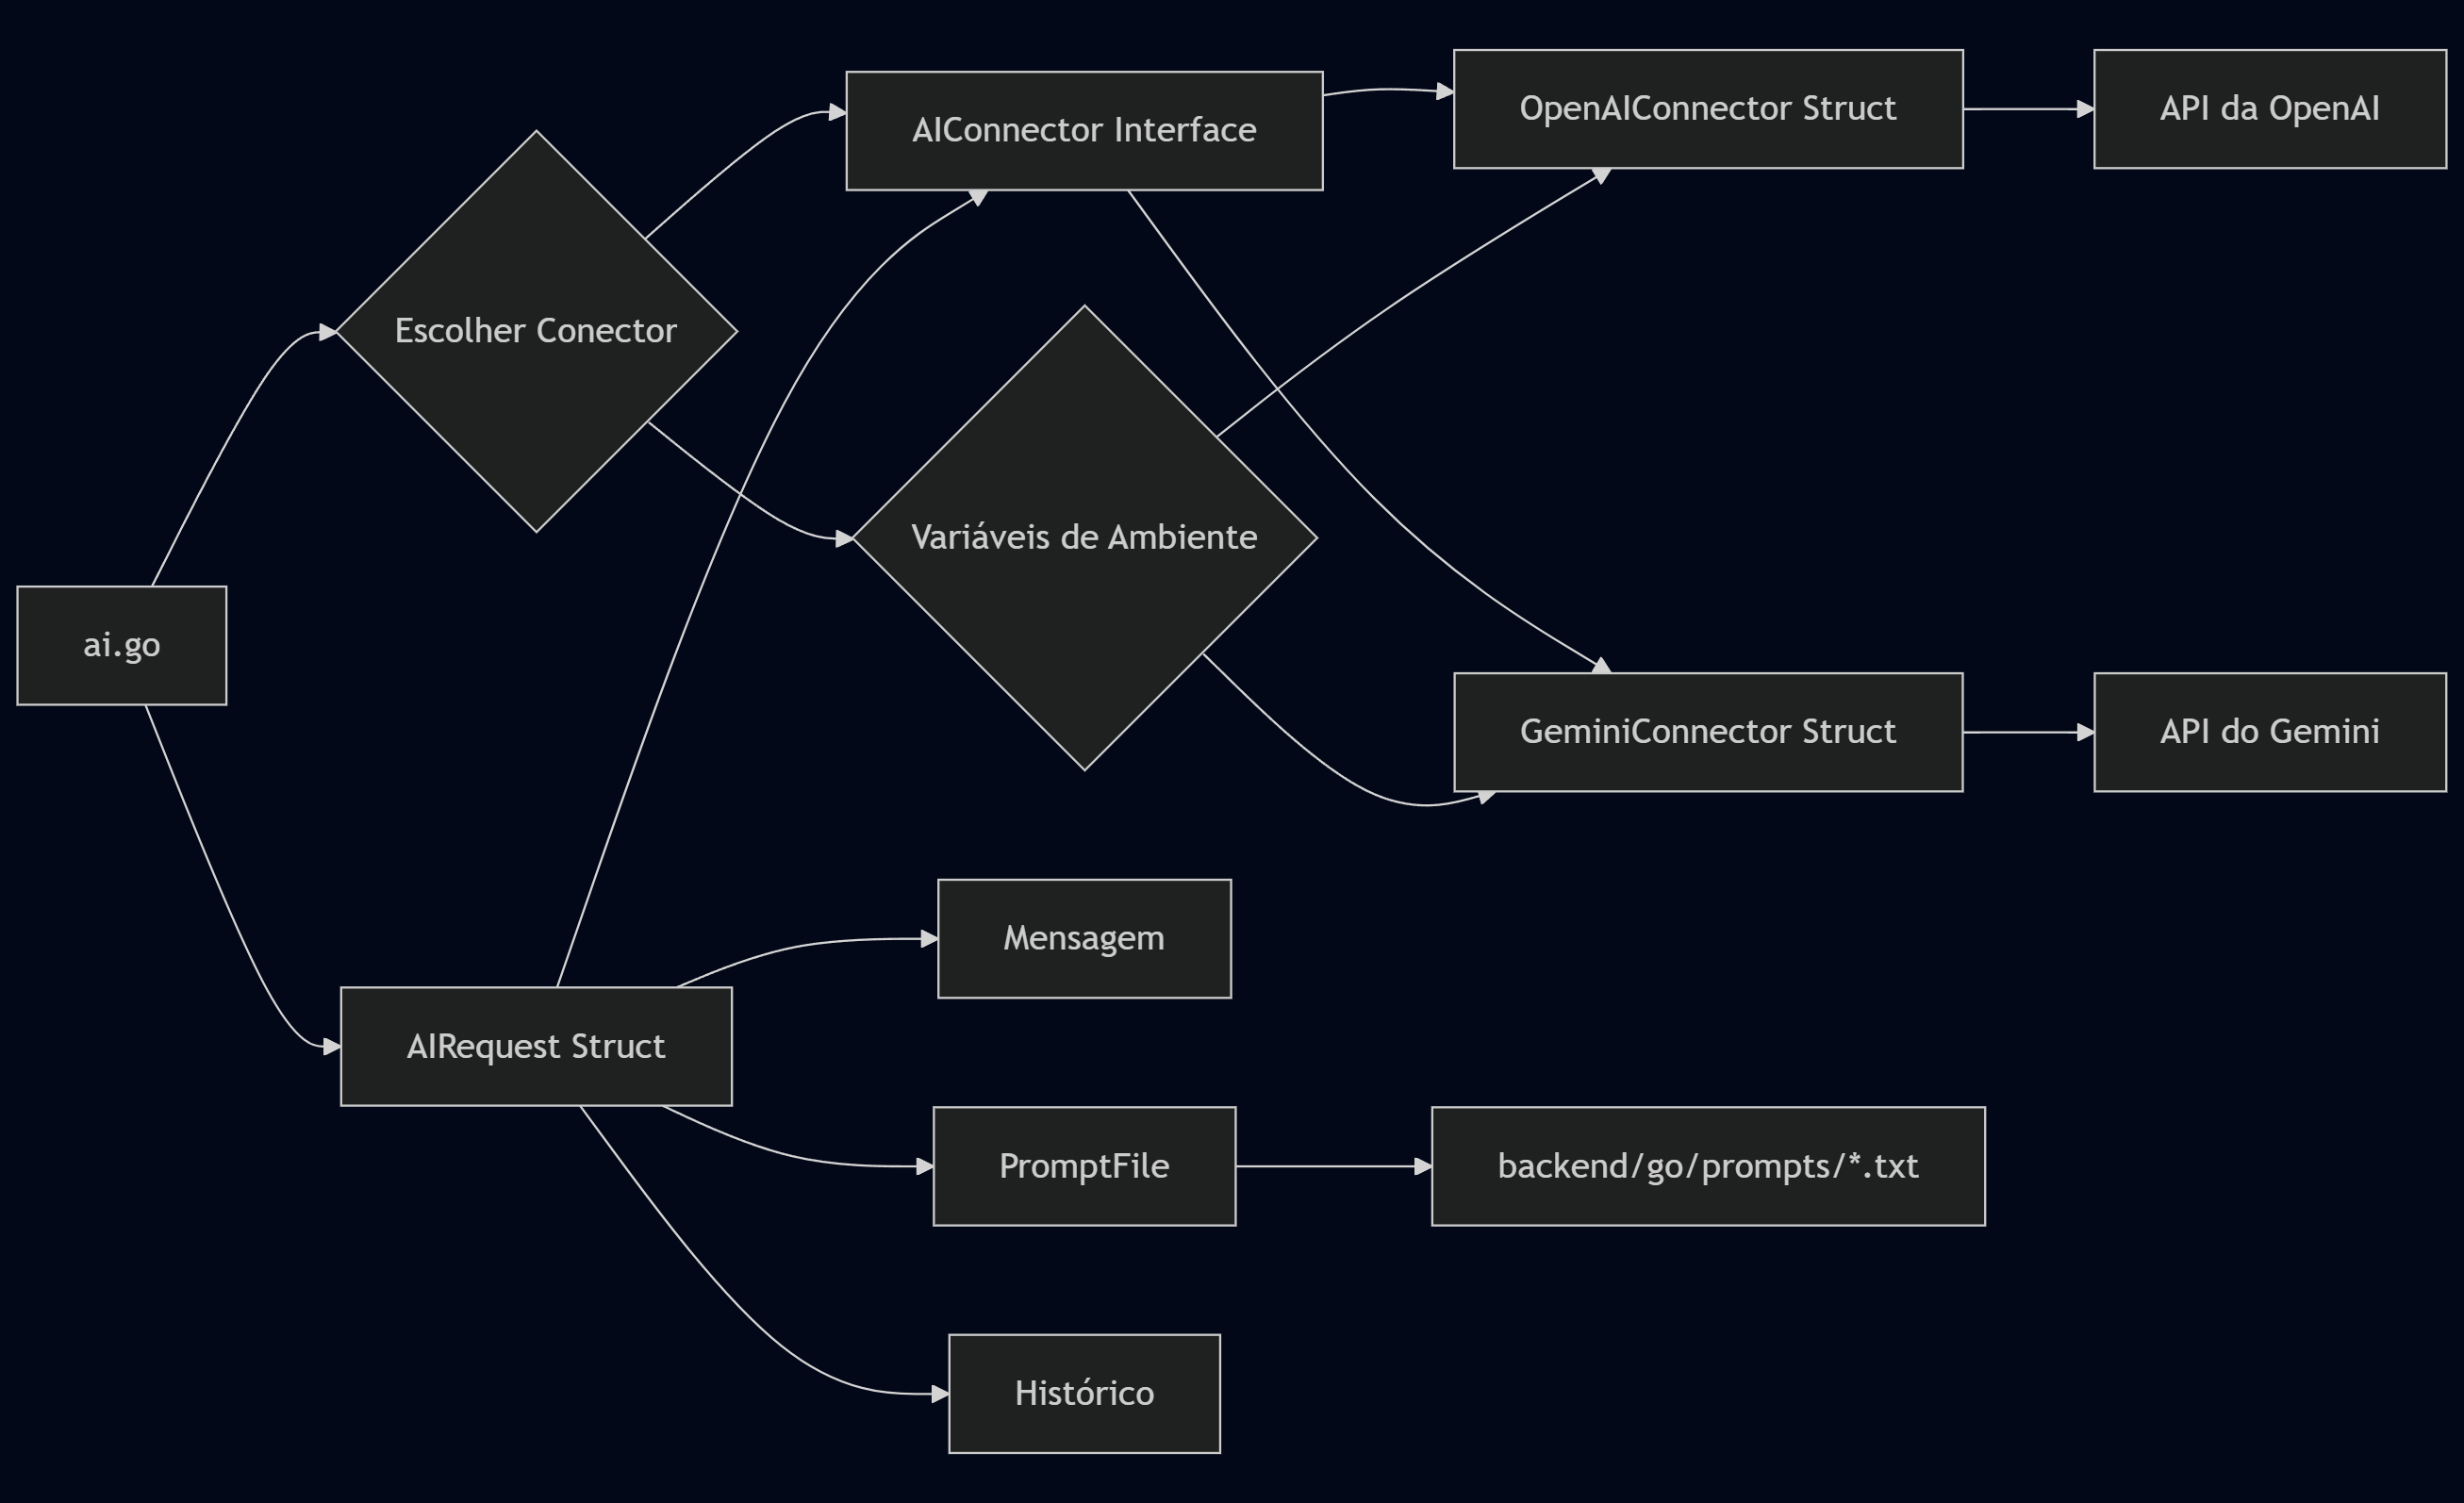 AIConnector Interface
OpenAIConnector Struct
API da OpenAI
Escolher Conector
Variáveis de Ambiente
ai.go
GeminiConnector Struct
API do Gemini
Mensagem
AIRequest Struct
PromptFile
backend/go/prompts/*.txt
Histórico